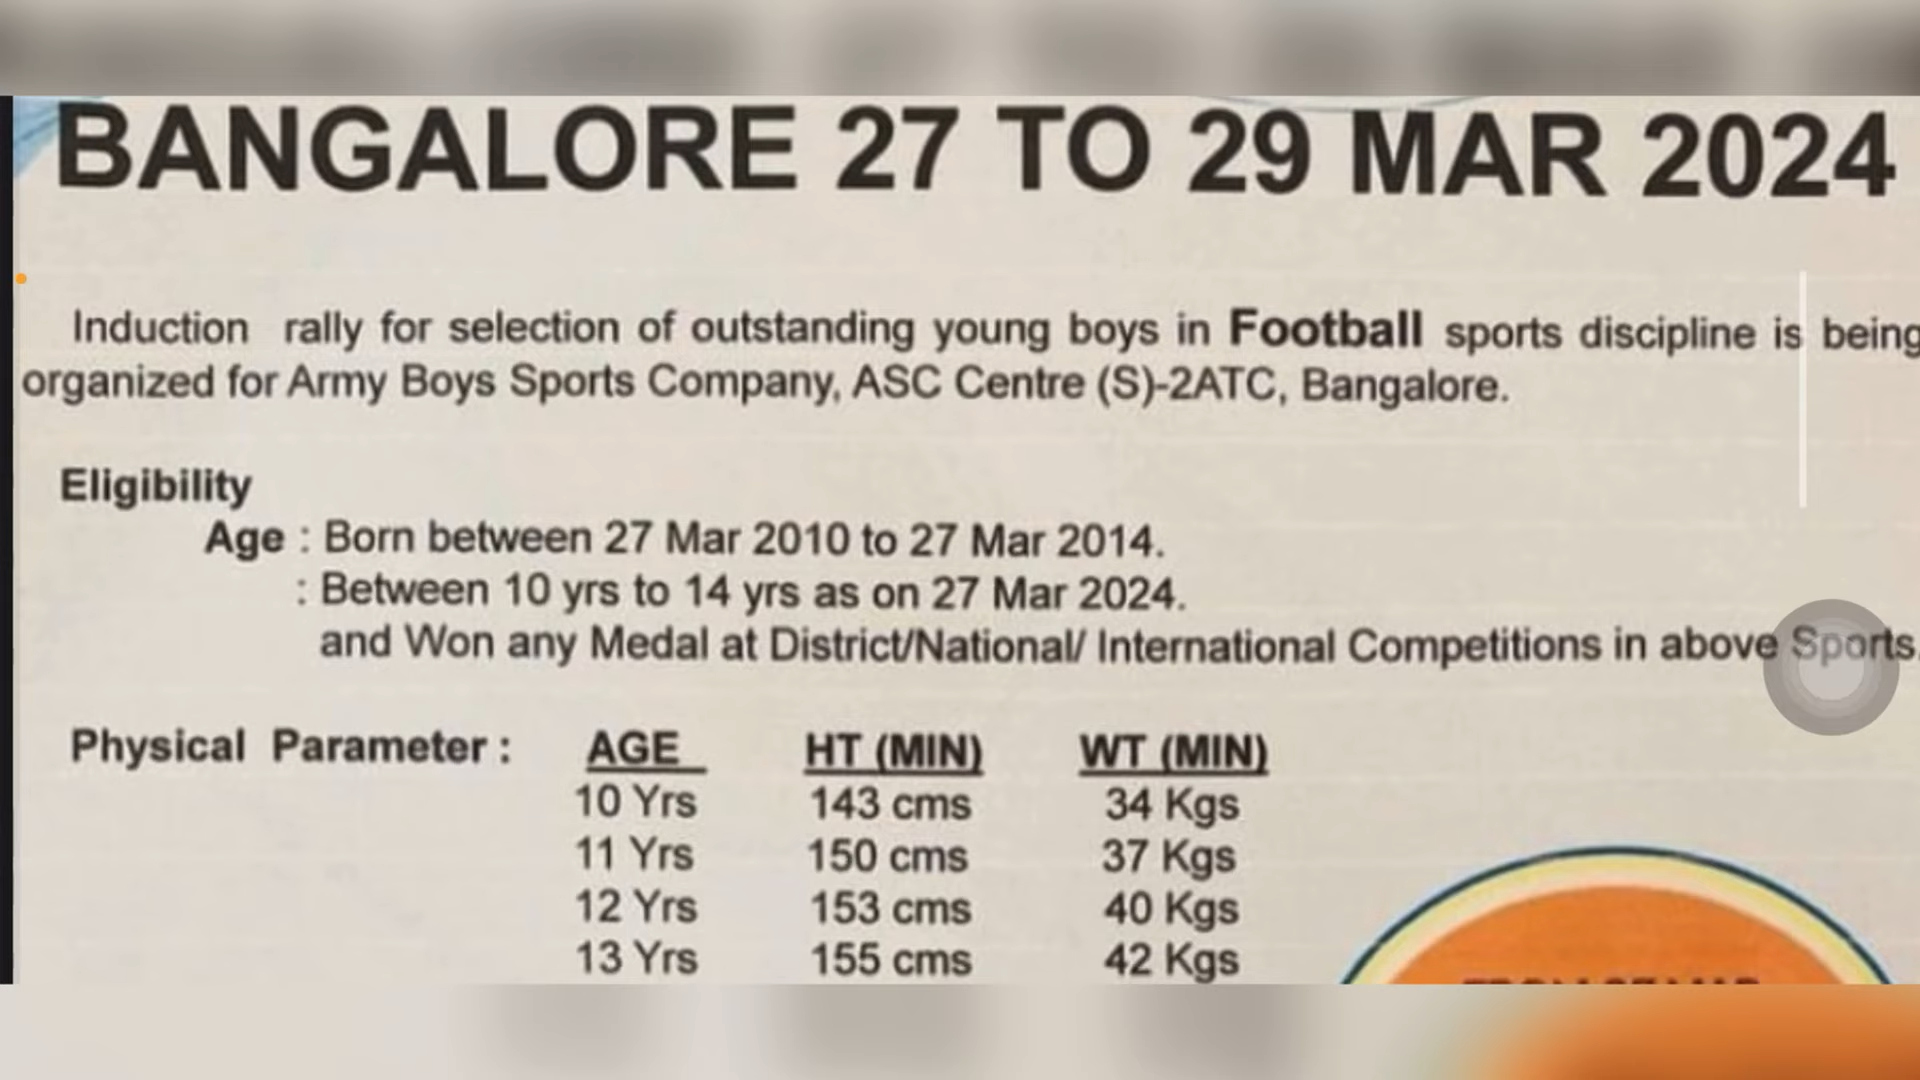 BANGALORE 27 TO 29 MAR 2024
Induction rally for selection of outstanding young boys in Football sports discipline is being
organized for Army Boys Sports Company, ASC Centre (S)-2ATC, Bangalore.
Eligibility
Age : Born between 27 Mar 2010 to 27 Mar 2014.
: Between 10 yrs to 14 yrs as on 27 Mar 2024.
and Won any Medal at District/National/ International Competitions in above Sports.
Physical Parameter : AGE HT (MIN) WT (MIN)
10 Yrs 143 cms 34 Kgs
11 Yrs 150 cms 37 Kgs
12 Yrs 153 cms 40 Kgs
13 Yrs 155 cms 42 Kgs